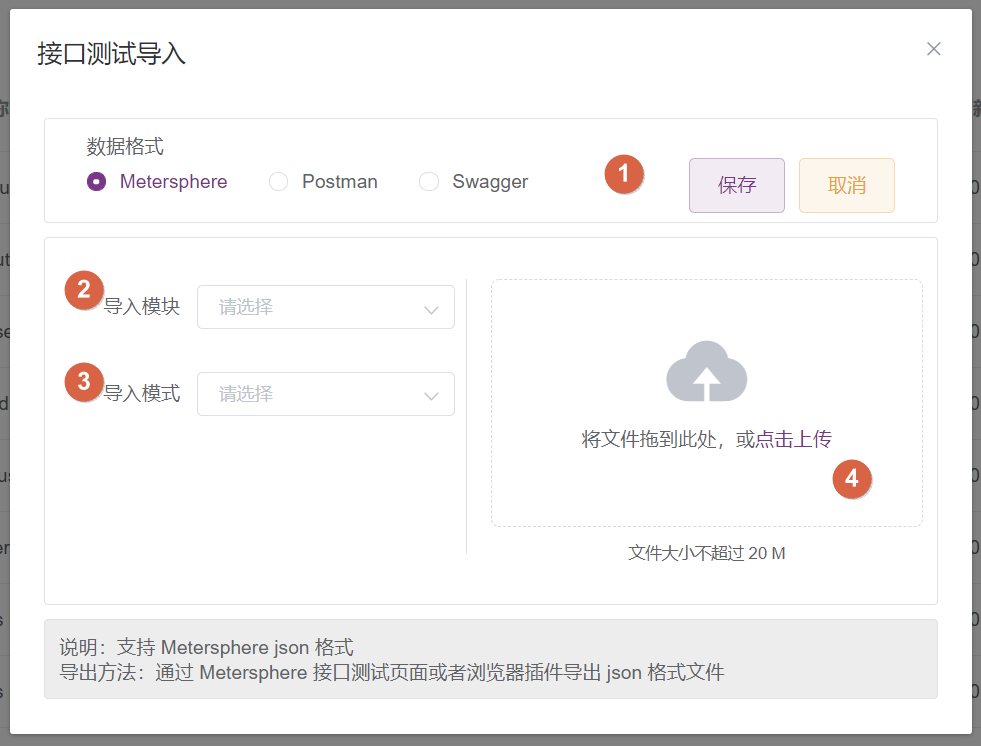 接口测试导入
数据格式
Metersphere Postman Swagger
1
保存 取消
2
导入模块 请选择
3
导入模式 请选择
将文件拖到此处，或点击上传
4
文件大小不超过 20 M
说明：支持 Metersphere json 格式
导出方法：通过 Metersphere 接口测试页面或者浏览器插件导出 json 格式文件